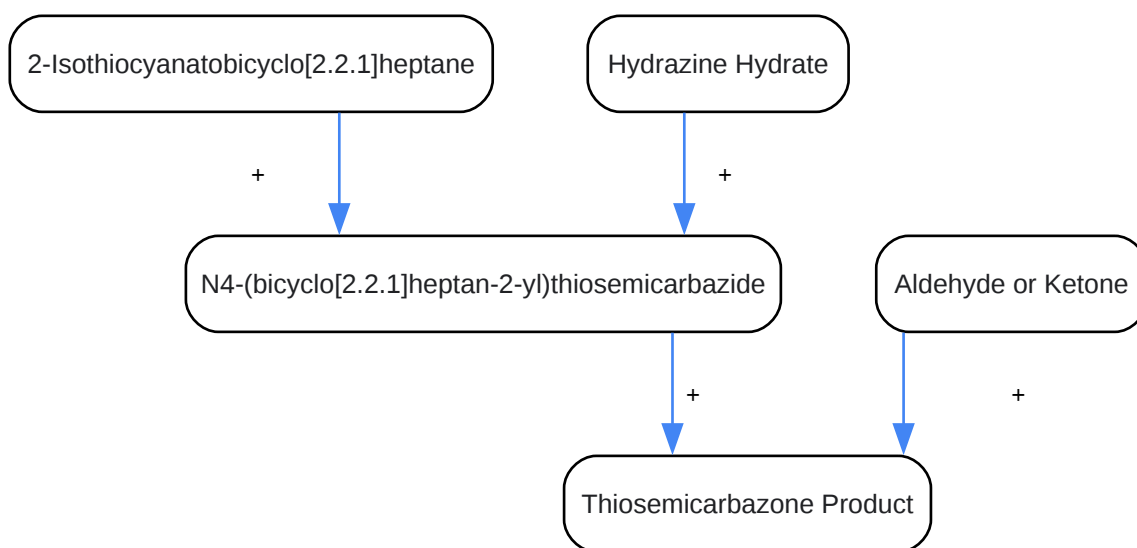 2-Isothiocyanatobicyclo[2.2.1]heptane
Hydrazine Hydrate
+
+
N4-(bicyclo[2.2.1]heptan-2-yl)thiosemicarbazide
Aldehyde or Ketone
+
+
Thiosemicarbazone Product